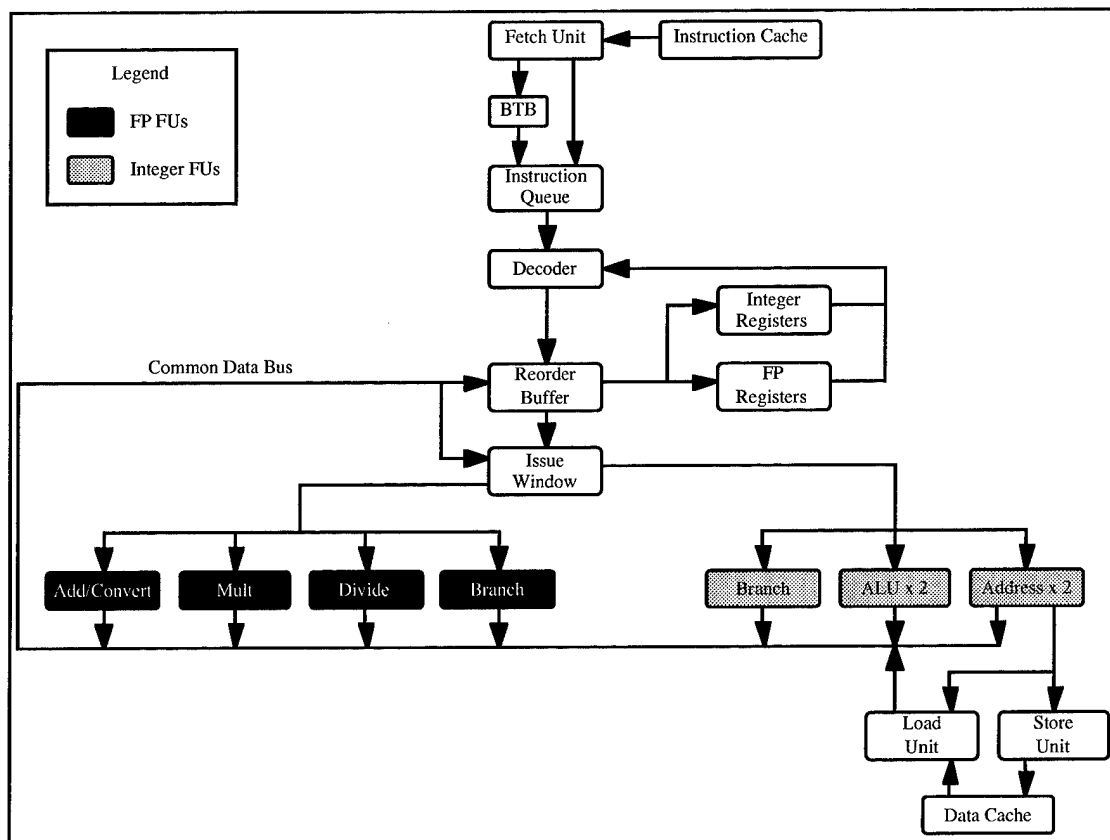 Fetch Unit
Instruction Cache
Legend
FP FUs
Integer FUs
BTB
Instruction
Queue
Decoder
Integer
Registers
Common Data Bus
Reorder
Buffer
FP
Registers
Issue
Window
Add/Convert
Mult
Divide
Branch
Branch
ALU x 2
Address x 2
Load
Unit
Store
Unit
Data Cache